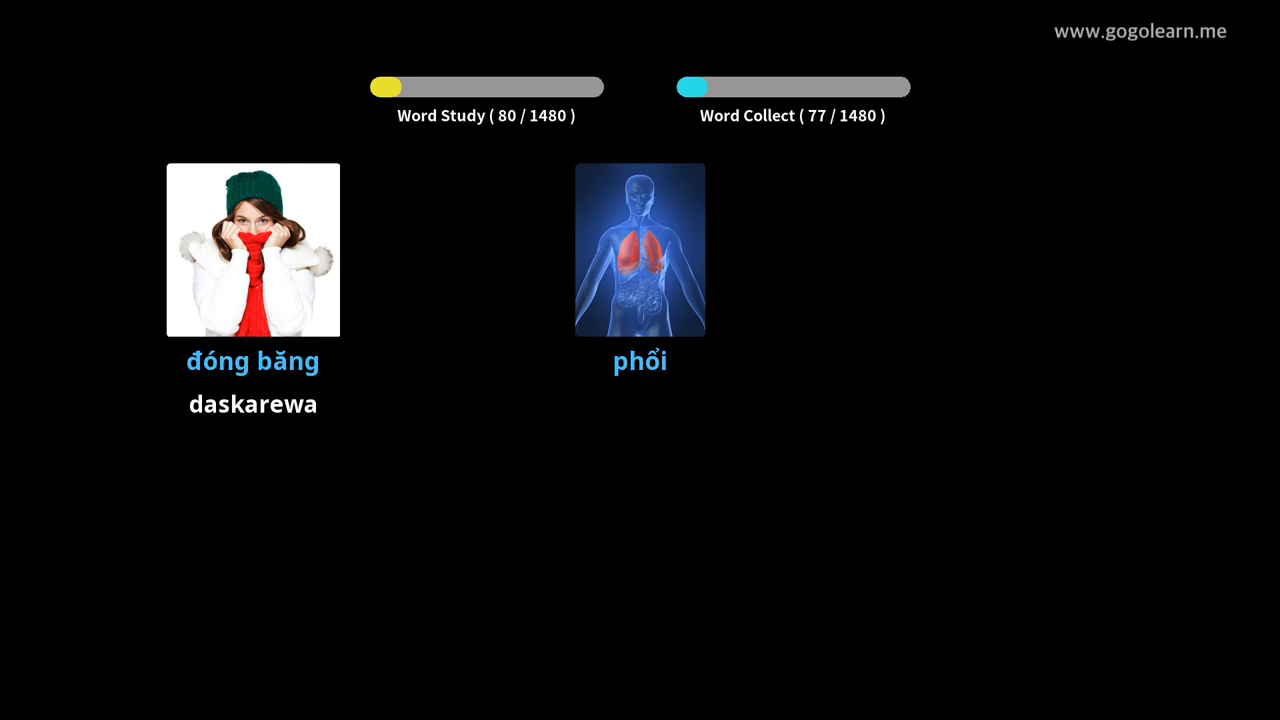 www.gogolearn.me
Word Study ( 80 / 1480 )
Word Collect ( 77 / 1480 )
đóng băng
phổi
daskarewa